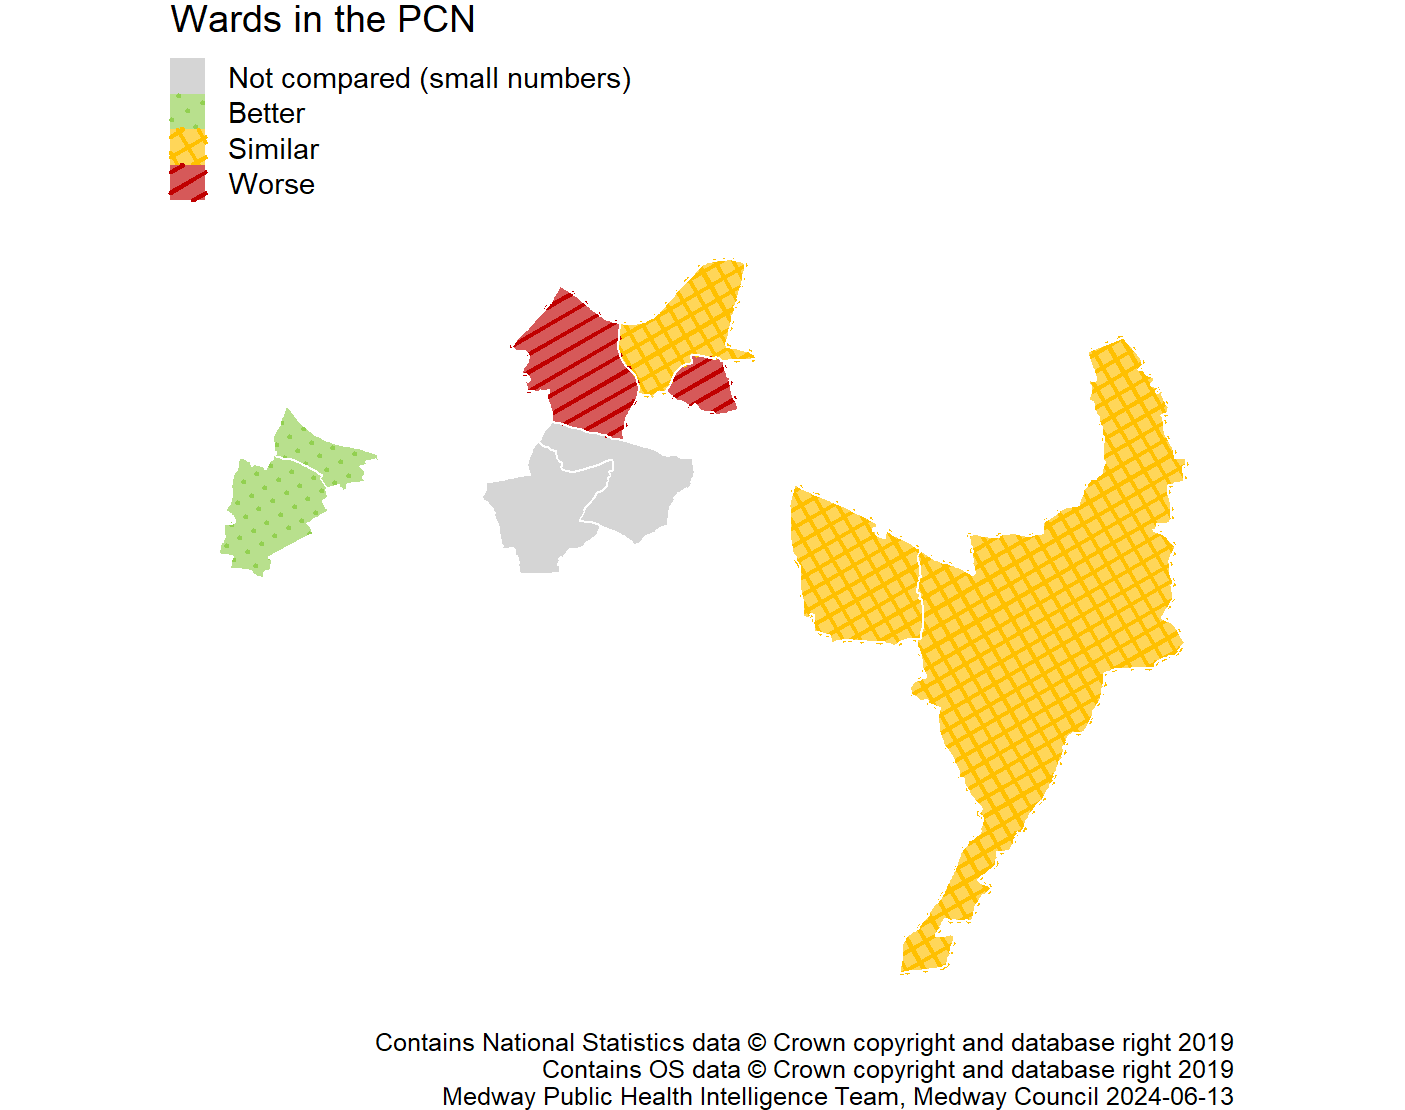 Wards in the PCN
Not compared (small numbers)
Better
Similar
Worse
Contains National Statistics data © Crown copyright and database right 2019
Contains OS data © Crown copyright and database right 2019
Medway Public Health Intelligence Team, Medway Council 2024-06-13